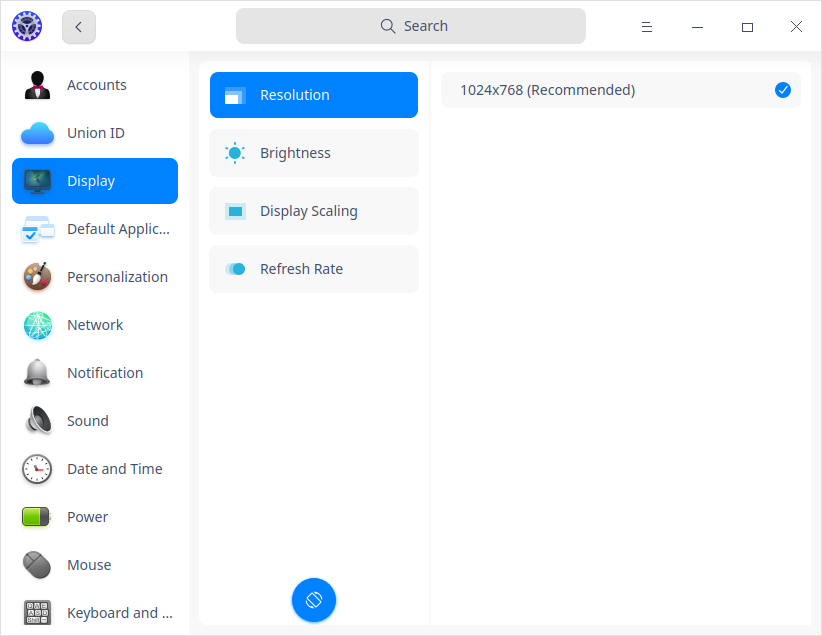 Search
Accounts
Union ID
Display
Default Applic...
Personalization
Network
Notification
Sound
Date and Time
Power
Mouse
Keyboard and ...
Resolution
Brightness
Display Scaling
Refresh Rate
1024x768 (Recommended)